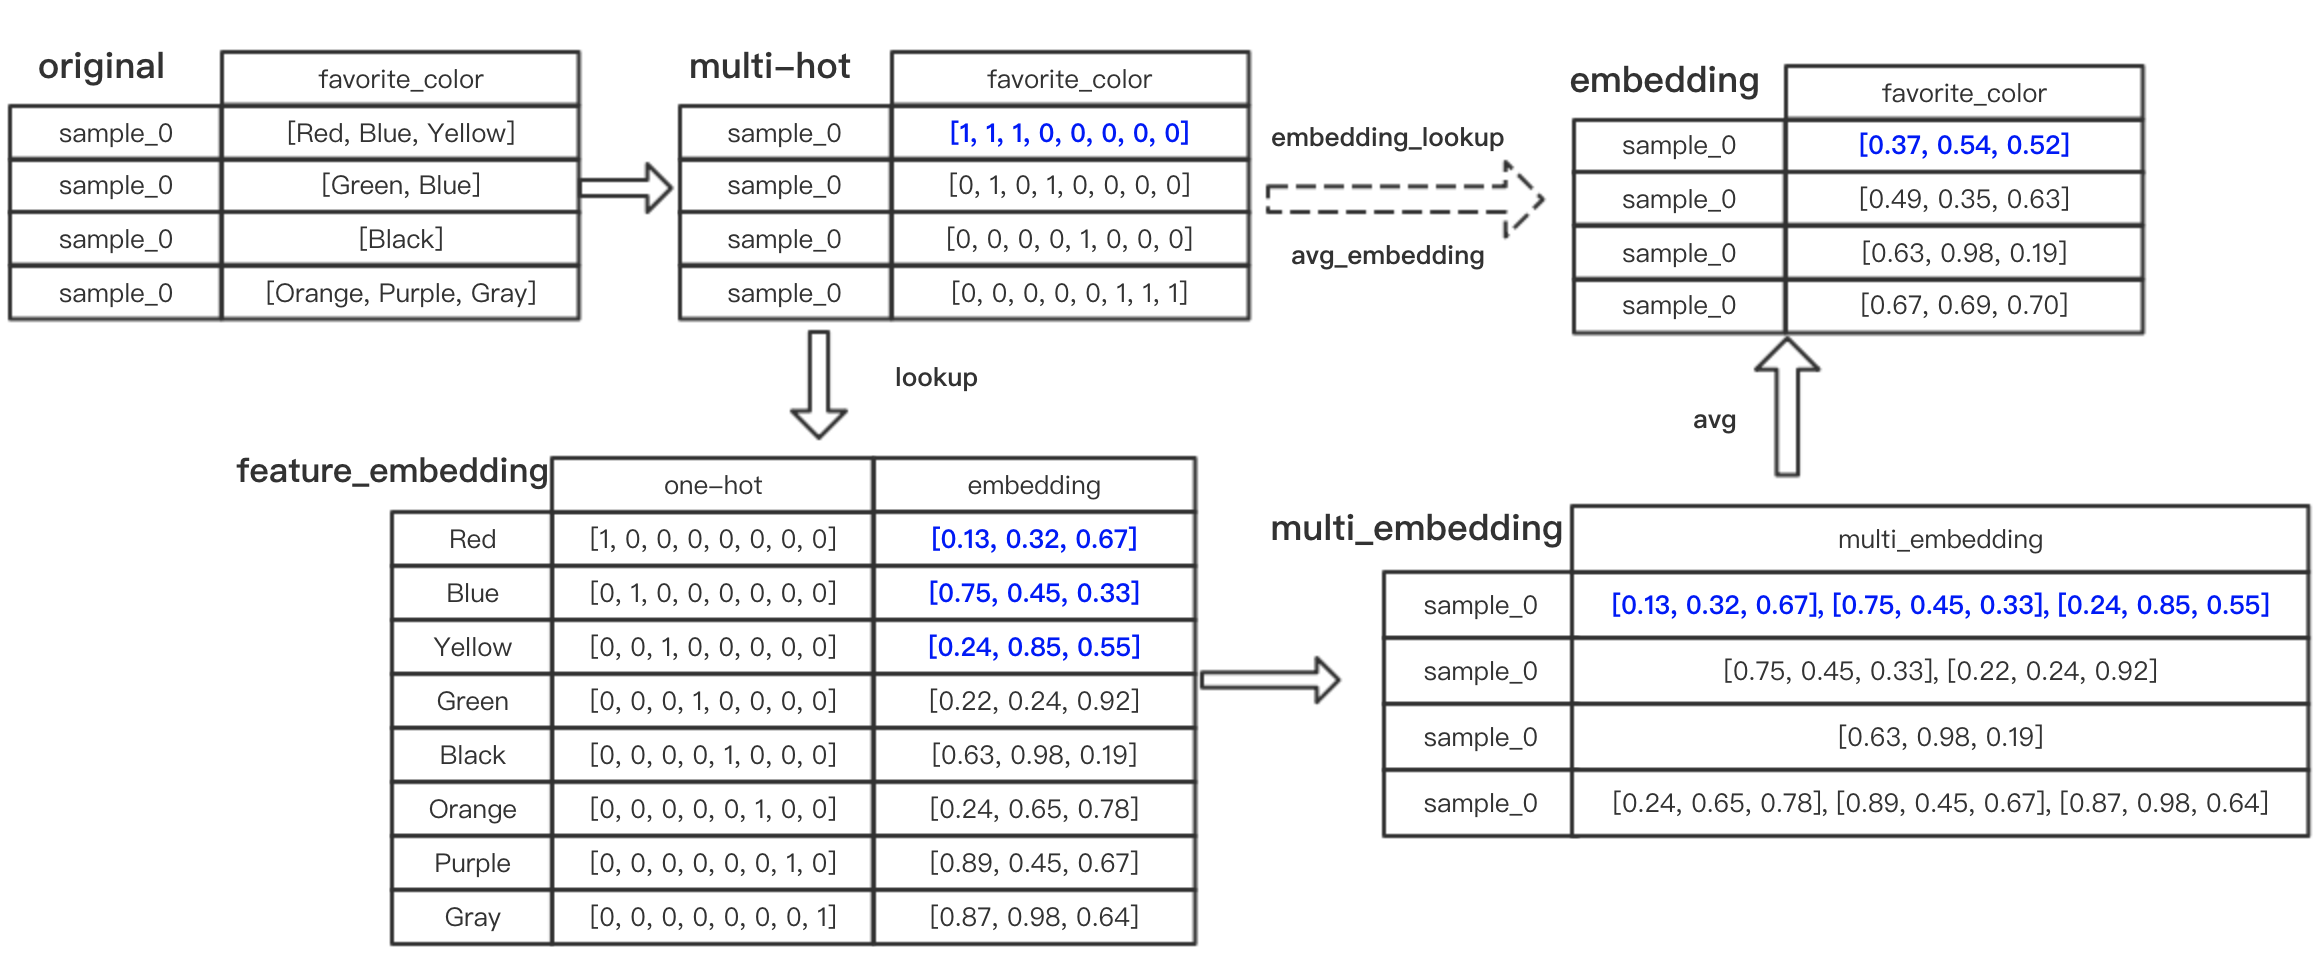 original
favorite_color
sample_0 [Red, Blue, Yellow]
sample_0 [Green, Blue]
sample_0 [Black]
sample_0 [Orange, Purple, Gray]
multi-hot
favorite_color
sample_0 [1, 1, 1, 0, 0, 0, 0, 0]
sample_0 [0, 1, 0, 1, 0, 0, 0, 0]
sample_0 [0, 0, 0, 0, 1, 0, 0, 0]
sample_0 [0, 0, 0, 0, 0, 1, 1, 1]
embedding_lookup
avg_embedding
embedding
favorite_color
sample_0 [0.37, 0.54, 0.52]
sample_0 [0.49, 0.35, 0.63]
sample_0 [0.63, 0.98, 0.19]
sample_0 [0.67, 0.69, 0.70]
lookup
avg
feature_embedding
one-hot embedding
Red [1, 0, 0, 0, 0, 0, 0, 0] [0.13, 0.32, 0.67]
Blue [0, 1, 0, 0, 0, 0, 0, 0] [0.75, 0.45, 0.33]
Yellow [0, 0, 1, 0, 0, 0, 0, 0] [0.24, 0.85, 0.55]
Green [0, 0, 0, 1, 0, 0, 0, 0] [0.22, 0.24, 0.92]
Black [0, 0, 0, 0, 1, 0, 0, 0] [0.63, 0.98, 0.19]
Orange [0, 0, 0, 0, 0, 1, 0, 0] [0.24, 0.65, 0.78]
Purple [0, 0, 0, 0, 0, 0, 1, 0] [0.89, 0.45, 0.67]
Gray [0, 0, 0, 0, 0, 0, 0, 1] [0.87, 0.98, 0.64]
multi_embedding
multi_embedding
sample_0 [0.13, 0.32, 0.67], [0.75, 0.45, 0.33], [0.24, 0.85, 0.55]
sample_0 [0.75, 0.45, 0.33], [0.22, 0.24, 0.92]
sample_0 [0.63, 0.98, 0.19]
sample_0 [0.24, 0.65, 0.78], [0.89, 0.45, 0.67], [0.87, 0.98, 0.64]